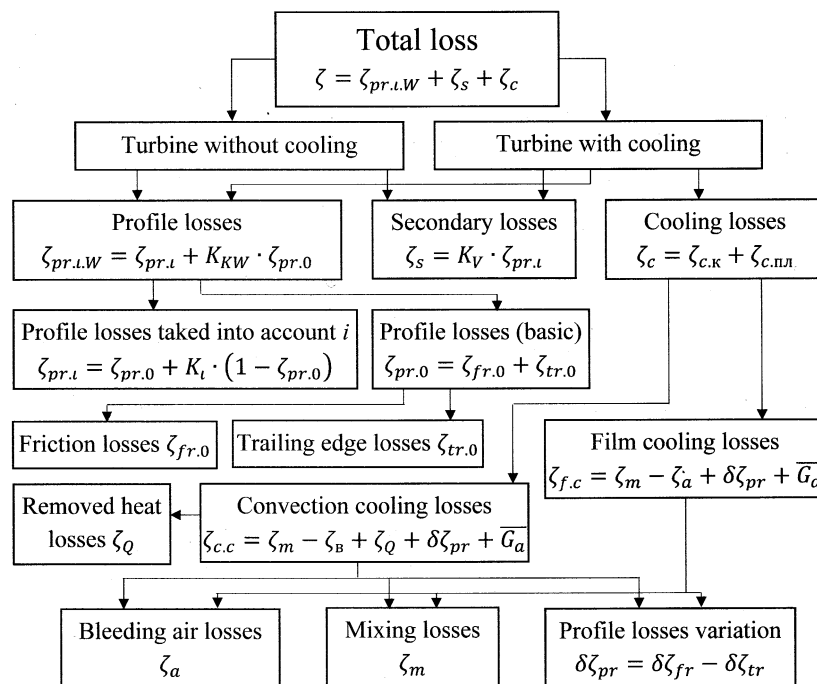 Total loss
ζ = ζ_{pr.ι.W} + ζ_s + ζ_c
Turbine without cooling
Turbine with cooling
Profile losses
ζ_{pr.ι.W} = ζ_{pr.ι} + K_{KW} · ζ_{pr.0}
Secondary losses
ζ_s = K_V · ζ_{pr.ι}
Cooling losses
ζ_c = ζ_{c.к} + ζ_{c.пл}
Profile losses taked into account i
ζ_{pr.ι} = ζ_{pr.0} + K_ι · (1 − ζ_{pr.0})
Profile losses (basic)
ζ_{pr.0} = ζ_{fr.0} + ζ_{tr.0}
Friction losses ζ_{fr.0}
Trailing edge losses ζ_{tr.0}
Film cooling losses
ζ_{f.c} = ζ_m − ζ_a + δζ_{pr} + \overline{G_a}
Removed heat
losses ζ_Q
Convection cooling losses
ζ_{c.c} = ζ_m − ζ_в + ζ_Q + δζ_{pr} + \overline{G_a}
Bleeding air losses
ζ_a
Mixing losses
ζ_m
Profile losses variation
δζ_{pr} = δζ_{fr} − δζ_{tr}